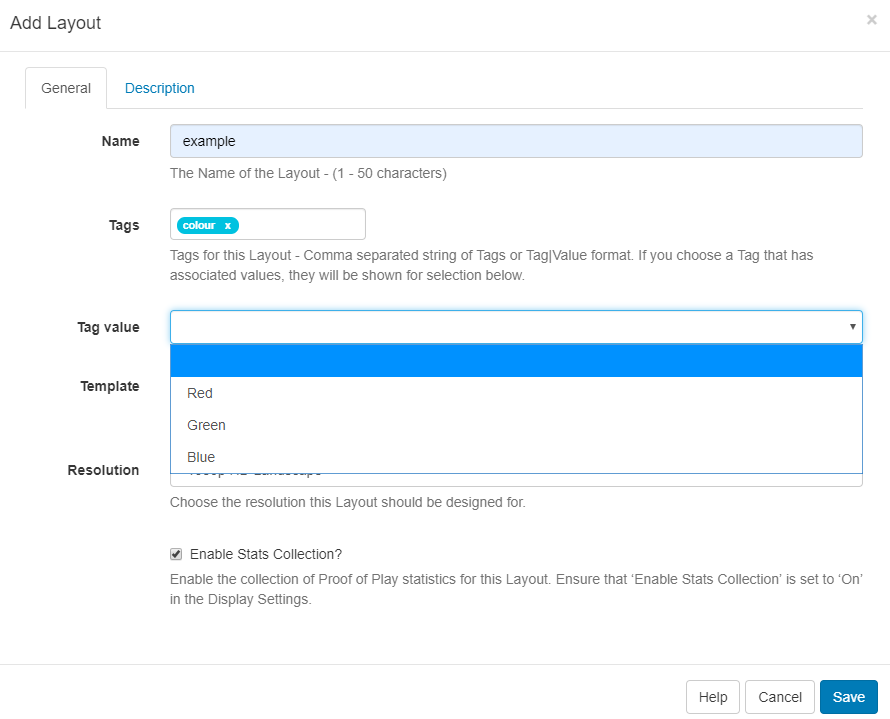 Add Layout ×
General Description
Name example
The Name of the Layout - (1 - 50 characters)
Tags colour x
Tags for this Layout - Comma separated string of Tags or Tag|Value format. If you choose a Tag that has
associated values, they will be shown for selection below.
Tag value
Red
Template
Green
Blue
Resolution
Choose the resolution this Layout should be designed for.
Enable Stats Collection?
Enable the collection of Proof of Play statistics for this Layout. Ensure that ‘Enable Stats Collection’ is set to ‘On’
in the Display Settings.
Help Cancel Save